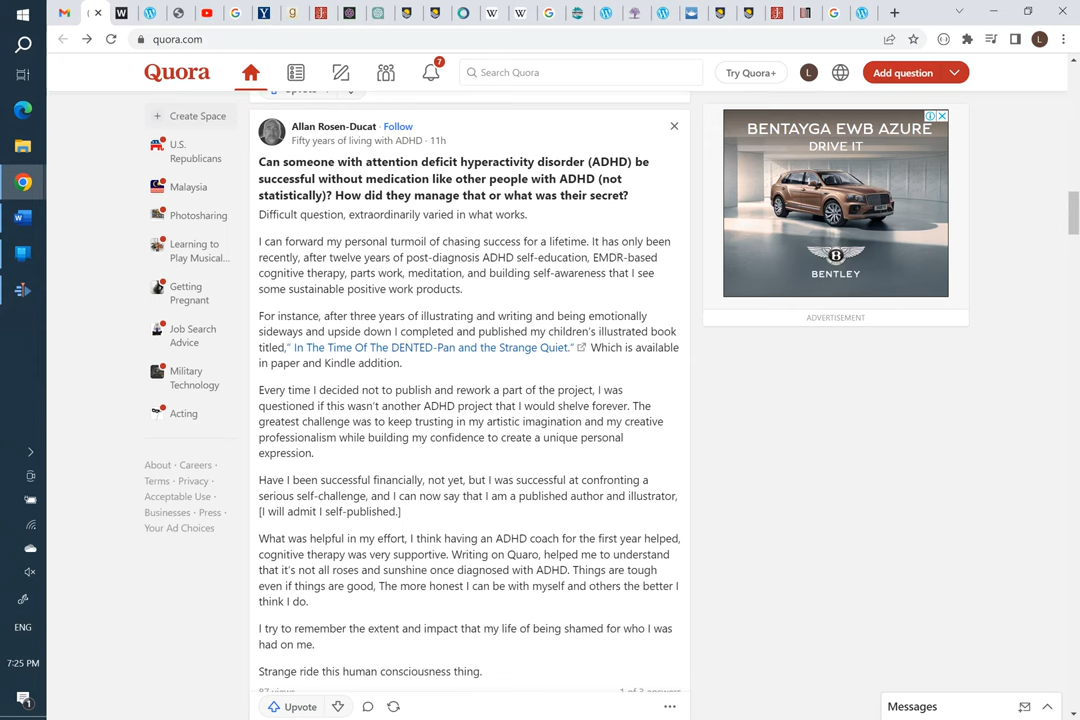 quora.com
Quora
7
Search Quora
Try Quora+
L
Add question
L
Create Space
U.S.
Republicans
Malaysia
Photosharing
Learning to
Play Musical...
Getting
Pregnant
Job Search
Advice
Military
Technology
Acting
About · Careers ·
Terms · Privacy ·
Acceptable Use ·
Businesses · Press ·
Your Ad Choices
Allan Rosen-Ducat · Follow
Fifty years of living with ADHD · 11h
Can someone with attention deficit hyperactivity disorder (ADHD) be
successful without medication like other people with ADHD (not
statistically)? How did they manage that or what was their secret?
Difficult question, extraordinarily varied in what works.
I can forward my personal turmoil of chasing success for a lifetime. It has only been
recently, after twelve years of post-diagnosis ADHD self-education, EMDR-based
cognitive therapy, parts work, meditation, and building self-awareness that I see
some sustainable positive work products.
For instance, after three years of illustrating and writing and being emotionally
sideways and upside down I completed and published my children's illustrated book
titled," In The Time Of The DENTED-Pan and the Strange Quiet." Which is available
in paper and Kindle addition.
Every time I decided not to publish and rework a part of the project, I was
questioned if this wasn't another ADHD project that I would shelve forever. The
greatest challenge was to keep trusting in my artistic imagination and my creative
professionalism while building my confidence to create a unique personal
expression.
Have I been successful financially, not yet, but I was successful at confronting a
serious self-challenge, and I can now say that I am a published author and illustrator,
[I will admit I self-published.]
What was helpful in my effort, I think having an ADHD coach for the first year helped,
cognitive therapy was very supportive. Writing on Quaro, helped me to understand
that it's not all roses and sunshine once diagnosed with ADHD. Things are tough
even if things are good, The more honest I can be with myself and others the better I
think I do.
I try to remember the extent and impact that my life of being shamed for who I was
had on me.
Strange ride this human consciousness thing.
87 views
1 of 3 answers
Upvote
BENTAYGA EWB AZURE
DRIVE IT
BENTLEY
ADVERTISEMENT
Messages
ENG
7:25 PM
1